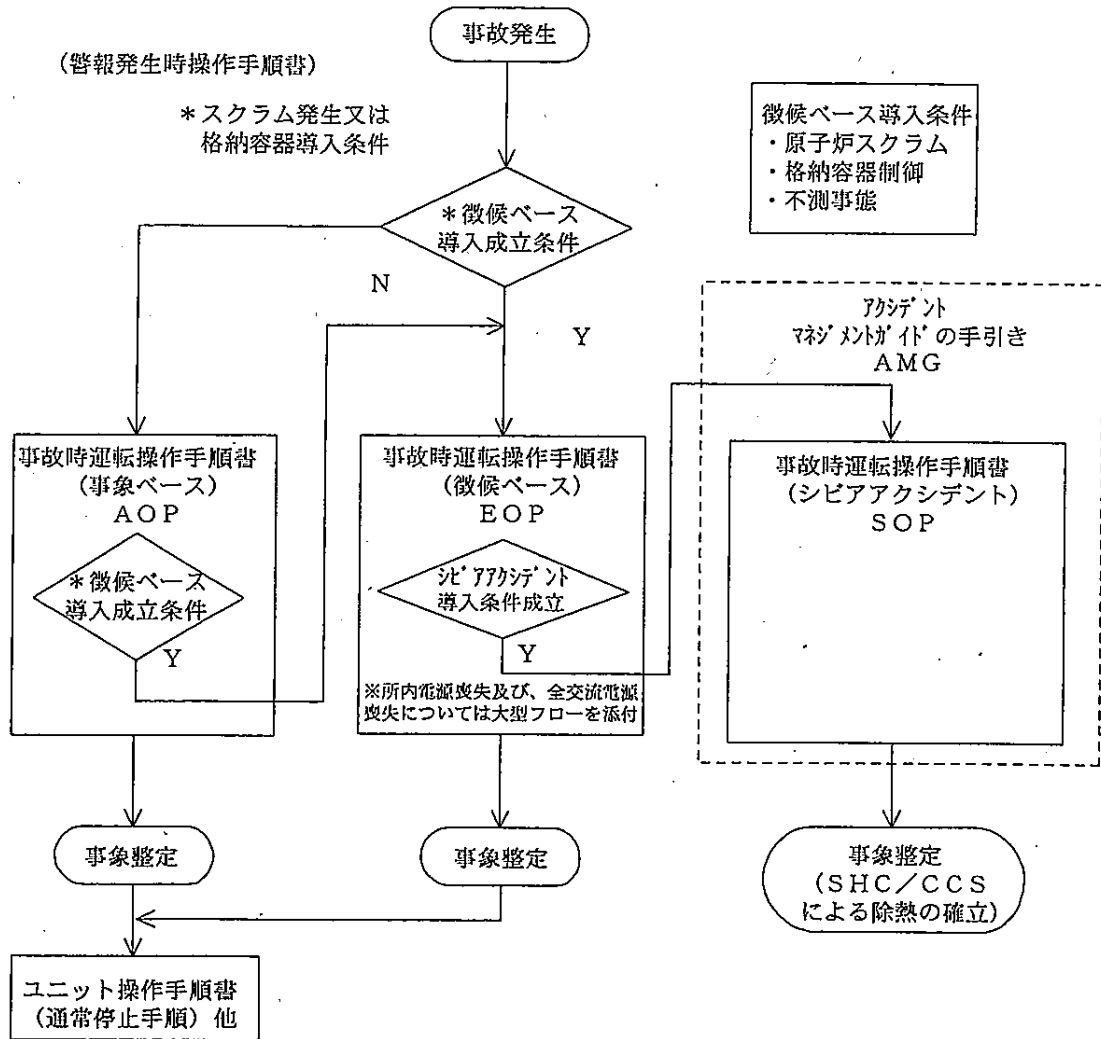 事故発生
(警報発生時操作手順書)
*スクラム発生又は
格納容器導入条件
徴候ベース導入条件
・原子炉スクラム
・格納容器制御
・不測事態
*徴候ベース
導入成立条件
N
Y
アクシデント
マネジメントガイドの手引き
AMG
事故時運転操作手順書
(事象ベース)
AOP
*徴候ベース
導入成立条件
Y
事故時運転操作手順書
(徴候ベース)
EOP
シビアアクシデント
導入条件成立
Y
※所内電源喪失及び、全交流電源
喪失については大型フローを添付
事故時運転操作手順書
(シビアアクシデント)
SOP
事象整定
事象整定
事象整定
(SHC/CCS
による除熱の確立)
ユニット操作手順書
(通常停止手順)他